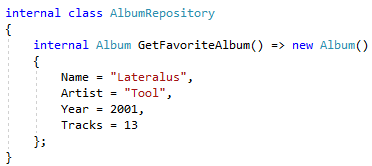 internal class AlbumRepository
{
    internal Album GetFavoriteAlbum() => new Album()
    {
        Name = "Lateralus",
        Artist = "Tool",
        Year = 2001,
        Tracks = 13
    };
}